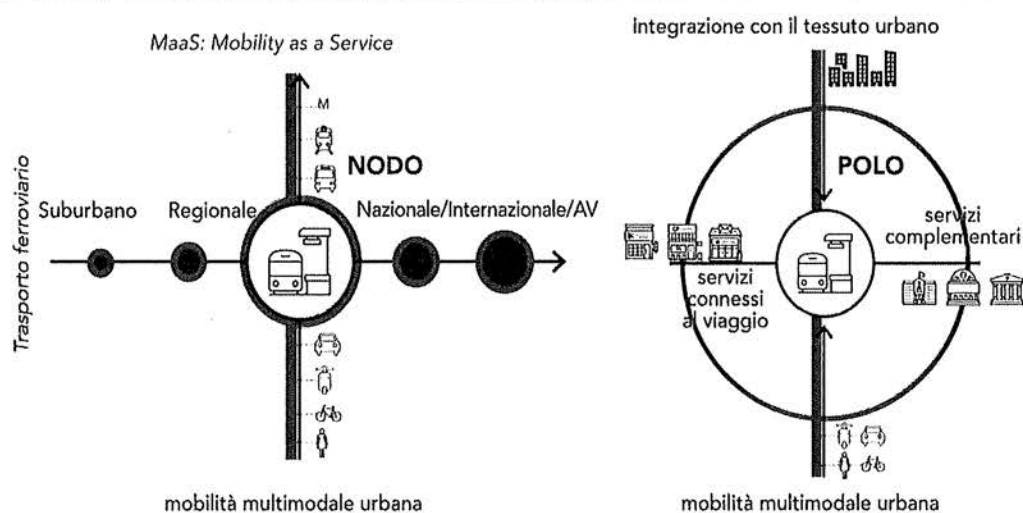 MaaS: Mobility as a Service
M
NODO
Trasporto ferroviario
Suburbano
Regionale
Nazionale/Internazionale/AV
mobilità multimodale urbana
Integrazione con il tessuto urbano
POLO
servizi
complementari
servizi
connessi
al viaggio
mobilità multimodale urbana